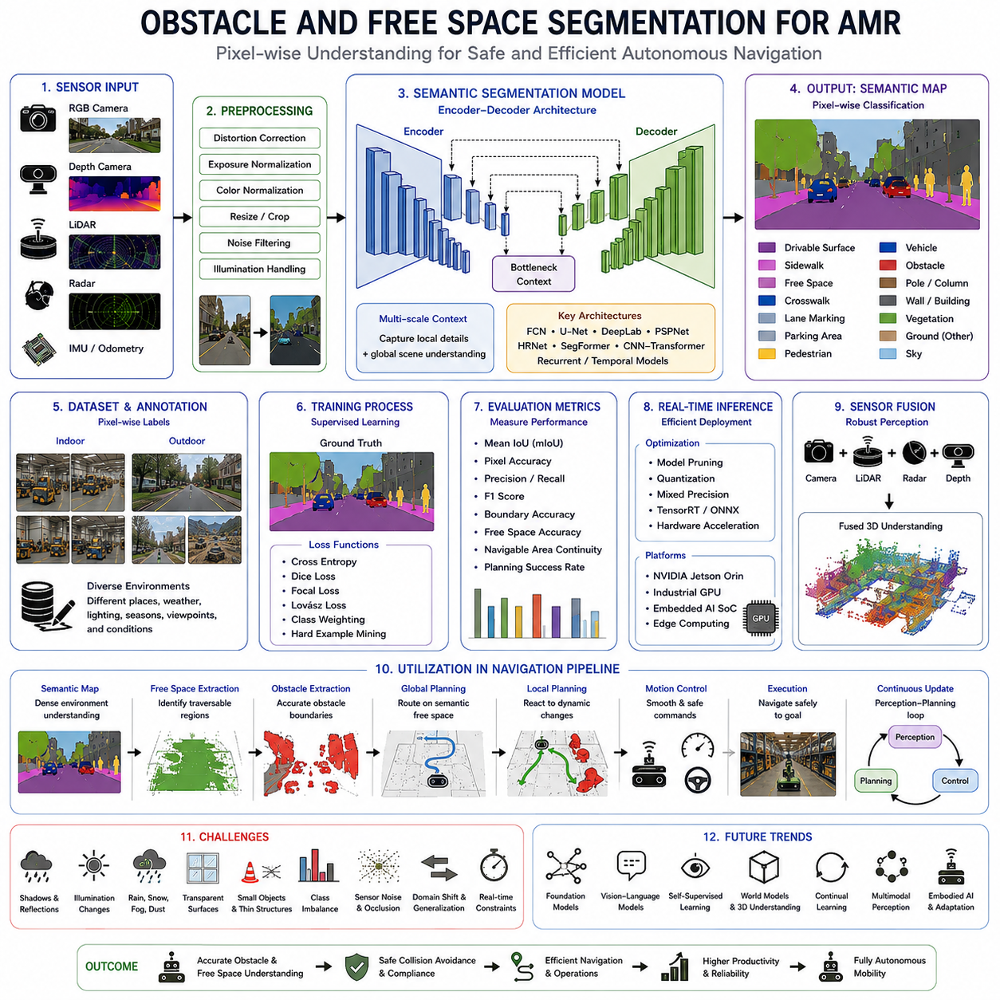 OBSTACLE AND FREE SPACE SEGMENTATION FOR AMR
Pixel-wise Understanding for Safe and Efficient Autonomous Navigation
1. SENSOR INPUT
RGB Camera
Depth Camera
LiDAR
Radar
IMU / Odometry
2. PREPROCESSING
Distortion Correction
Exposure Normalization
Color Normalization
Resize / Crop
Noise Filtering
Illumination Handling
3. SEMANTIC SEGMENTATION MODEL
Encoder–Decoder Architecture
Encoder
Decoder
Bottleneck
Context
Multi-scale Context
Capture local details
+ global scene understanding
Key Architectures
FCN • U-Net • DeepLab • PSPNet
HRNet • SegFormer • CNN–Transformer
Recurrent / Temporal Models
4. OUTPUT: SEMANTIC MAP
Pixel-wise Classification
Drivable Surface
Sidewalk
Free Space
Crosswalk
Lane Marking
Parking Area
Pedestrian
Vehicle
Obstacle
Pole / Column
Wall / Building
Vegetation
Ground (Other)
Sky
5. DATASET & ANNOTATION
Pixel-wise Labels
Indoor
Outdoor
Diverse Environments
Different places, weather,
lighting, seasons, viewpoints,
and conditions
6. TRAINING PROCESS
Supervised Learning
Ground Truth
Loss Functions
• Cross Entropy
• Dice Loss
• Focal Loss
• Lovász Loss
• Class Weighting
• Hard Example Mining
7. EVALUATION METRICS
Measure Performance
• Mean IoU (mIoU)
• Pixel Accuracy
• Precision / Recall
• F1 Score
• Boundary Accuracy
• Free Space Accuracy
• Navigable Area Continuity
• Planning Success Rate
8. REAL-TIME INFERENCE
Efficient Deployment
Optimization
• Model Pruning
• Quantization
• Mixed Precision
• TensorRT / ONNX
• Hardware Acceleration
Platforms
• NVIDIA Jetson Orin
• Industrial GPU
• Embedded AI SoC
• Edge Computing
GPU
9. SENSOR FUSION
Robust Perception
+ + +
Camera LiDAR Radar Depth
Fused 3D Understanding
10. UTILIZATION IN NAVIGATION PIPELINE
Semantic Map
Dense environment
understanding
Free Space Extraction
Identify traversable
regions
Obstacle Extraction
Accurate obstacle
boundaries
Global Planning
Route on semantic
free space
Local Planning
React to dynamic
changes
Motion Control
Smooth & safe
commands
Execution
Navigate safely
to goal
Continuous Update
Perception–Planning
loop
Perception
Planning
Control
11. CHALLENGES
Shadows &
Reflections
Illumination
Changes
Rain, Snow,
Fog, Dust
Transparent
Surfaces
Small Objects
& Thin Structures
Class
Imbalance
Sensor Noise
& Occlusion
Domain Shift &
Generalization
Real-time
Constraints
12. FUTURE TRENDS
Foundation
Models
Vision–Language
Models
Self-Supervised
Learning
World Models
& 3D Understanding
Continual
Learning
Multimodal
Perception
Embodied AI
& Adaptation
OUTCOME
Accurate Obstacle &
Free Space Understanding
Safe Collision Avoidance
& Compliance
Efficient Navigation
& Operations
Higher Productivity
& Reliability
Fully Autonomous
Mobility